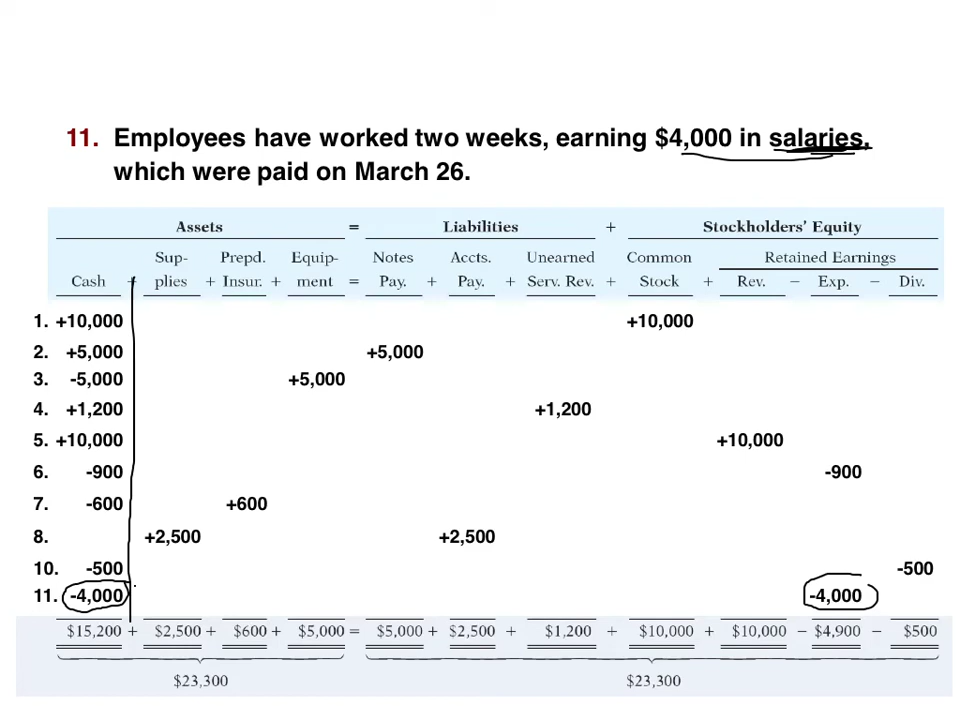 11. Employees have worked two weeks, earning $4,000 in salaries,
which were paid on March 26.
Assets = Liabilities + Stockholders' Equity
Sup- Prepd. Equip- Notes Accts. Unearned Common Retained Earnings
Cash + plies + Insur. + ment = Pay. + Pay. + Serv. Rev. + Stock + Rev. − Exp. − Div.
1. +10,000 +10,000
2. +5,000 +5,000
3. -5,000 +5,000
4. +1,200 +1,200
5. +10,000 +10,000
6. -900 -900
7. -600 +600
8. +2,500 +2,500
10. -500 -500
11. -4,000 -4,000
$15,200 + $2,500 + $600 + $5,000 = $5,000 + $2,500 + $1,200 + $10,000 + $10,000 − $4,900 − $500
$23,300 $23,300